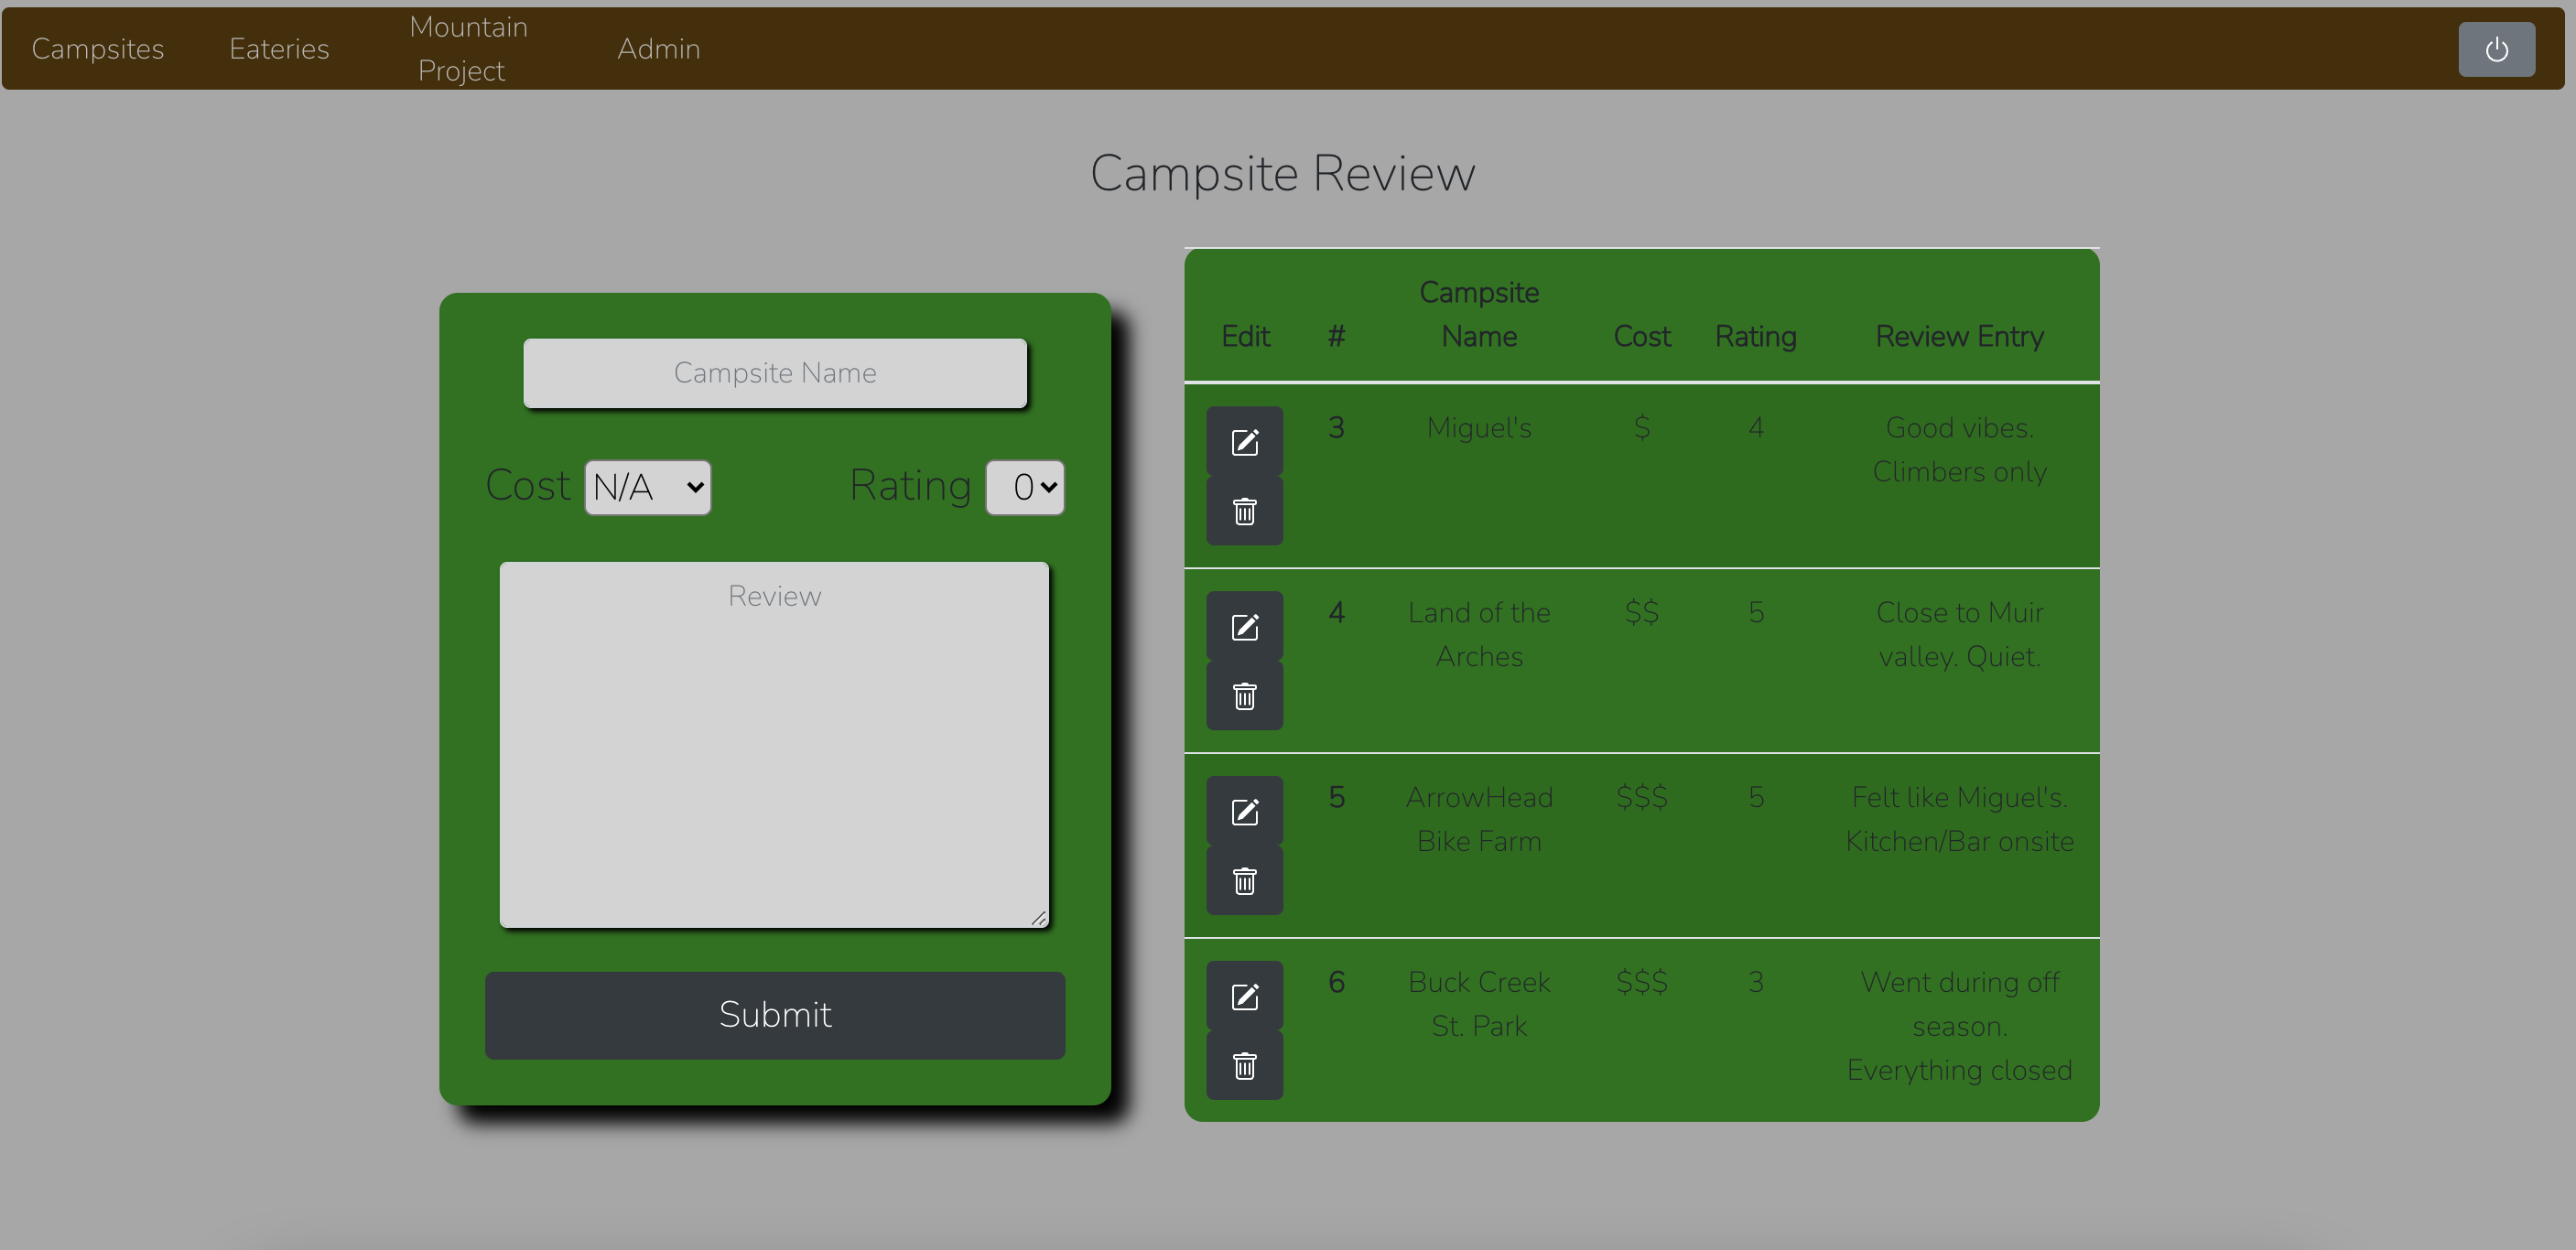 Campsites
Eateries
Mountain
Project
Admin
Campsite Review
Campsite Name
Cost N/A
Rating 0
Review
Submit
Edit # Campsite Name Cost Rating Review Entry
3 Miguel's $ 4 Good vibes.
Climbers only
4 Land of the $$ 5 Close to Muir
Arches valley. Quiet.
5 ArrowHead $$$ 5 Felt like Miguel's.
Bike Farm Kitchen/Bar onsite
6 Buck Creek $$$ 3 Went during off
St. Park season.
Everything closed